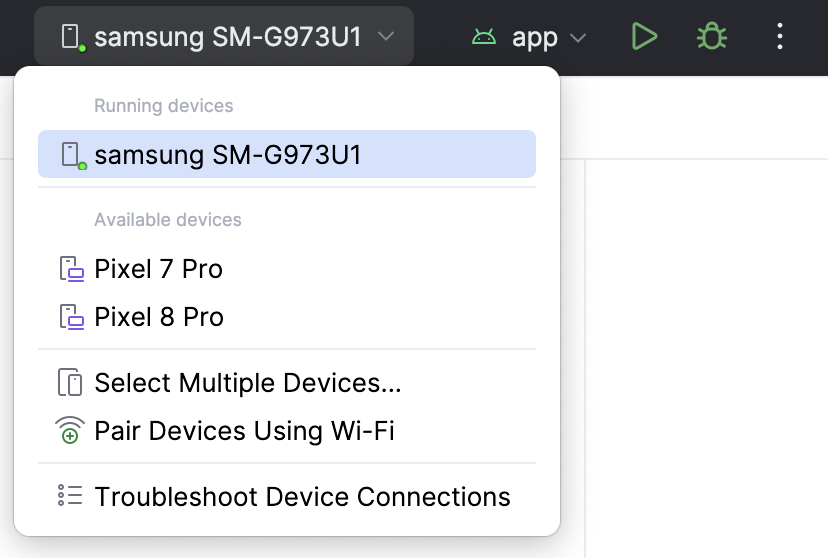 samsung SM-G973U1
app
Running devices
samsung SM-G973U1
Available devices
Pixel 7 Pro
Pixel 8 Pro
Select Multiple Devices...
Pair Devices Using Wi-Fi
Troubleshoot Device Connections